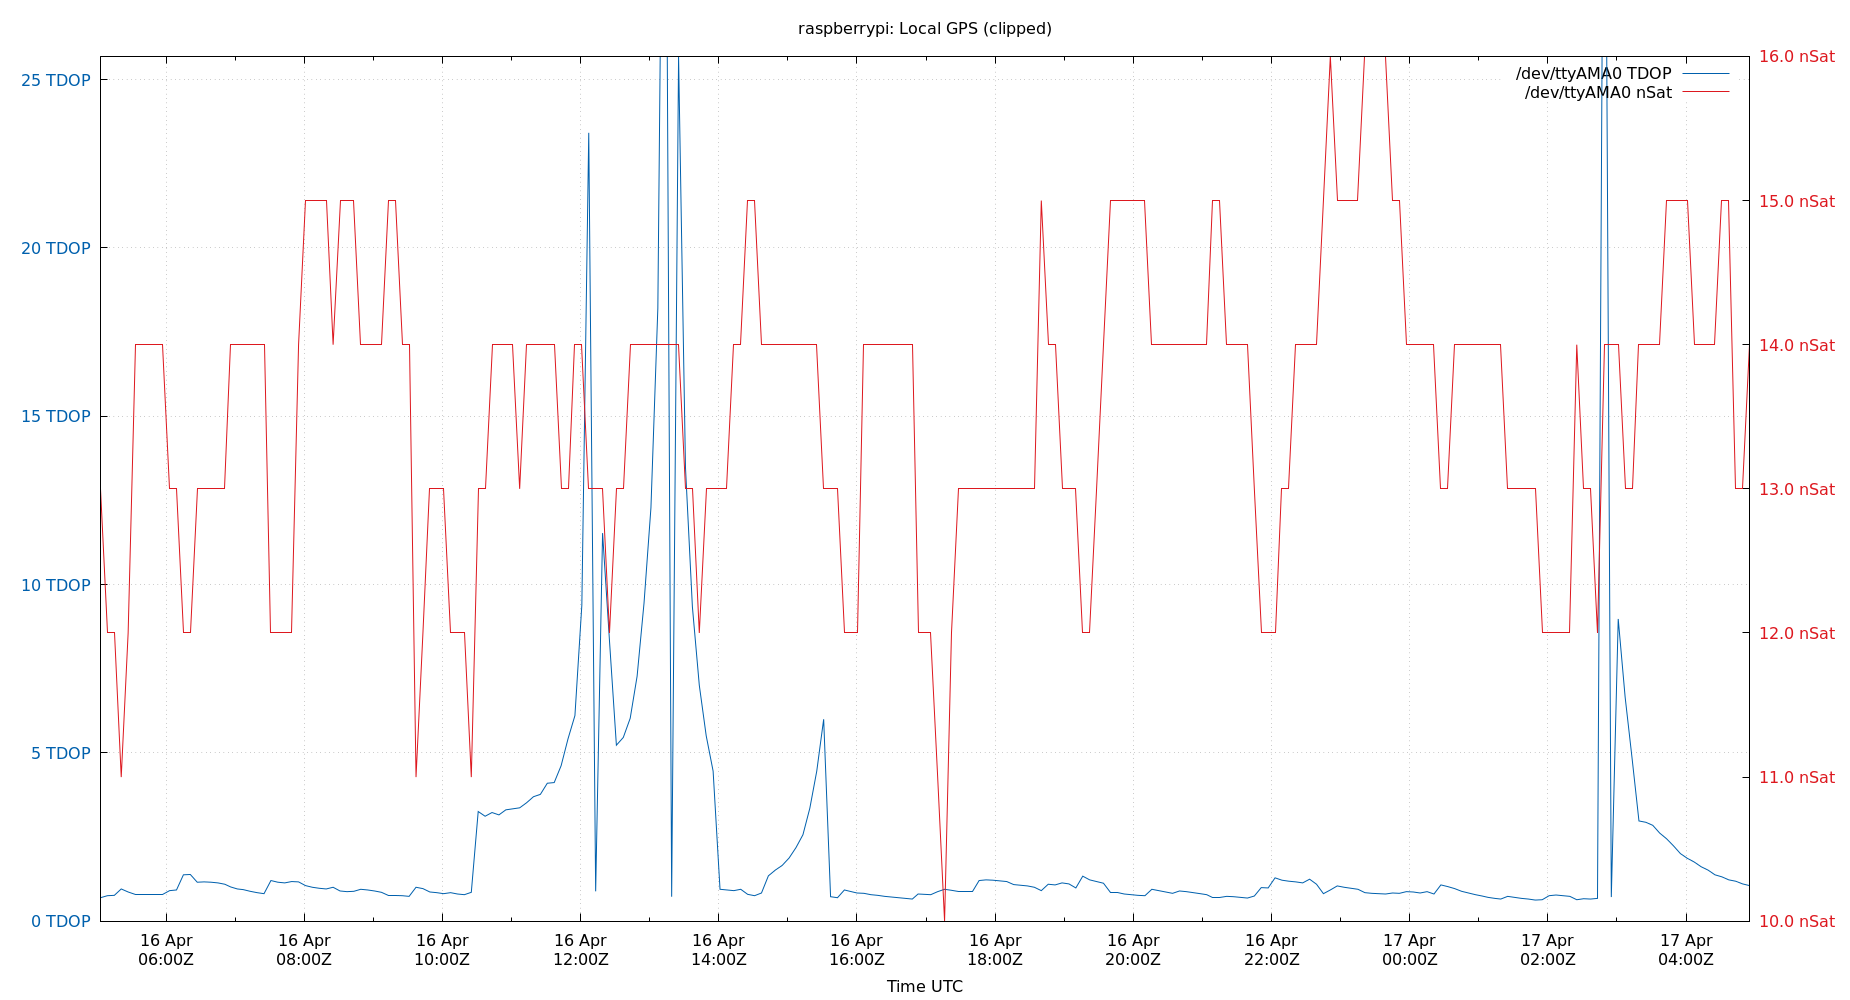 raspberrypi: Local GPS (clipped)
25 TDOP
20 TDOP
15 TDOP
10 TDOP
5 TDOP
0 TDOP
/dev/ttyAMA0 TDOP
/dev/ttyAMA0 nSat
16.0 nSat
15.0 nSat
14.0 nSat
13.0 nSat
12.0 nSat
11.0 nSat
10.0 nSat
16 Apr 16 Apr 16 Apr 16 Apr 16 Apr 16 Apr 16 Apr 16 Apr 16 Apr 17 Apr 17 Apr 17 Apr
06:00Z 08:00Z 10:00Z 12:00Z 14:00Z 16:00Z 18:00Z 20:00Z 22:00Z 00:00Z 02:00Z 04:00Z
Time UTC